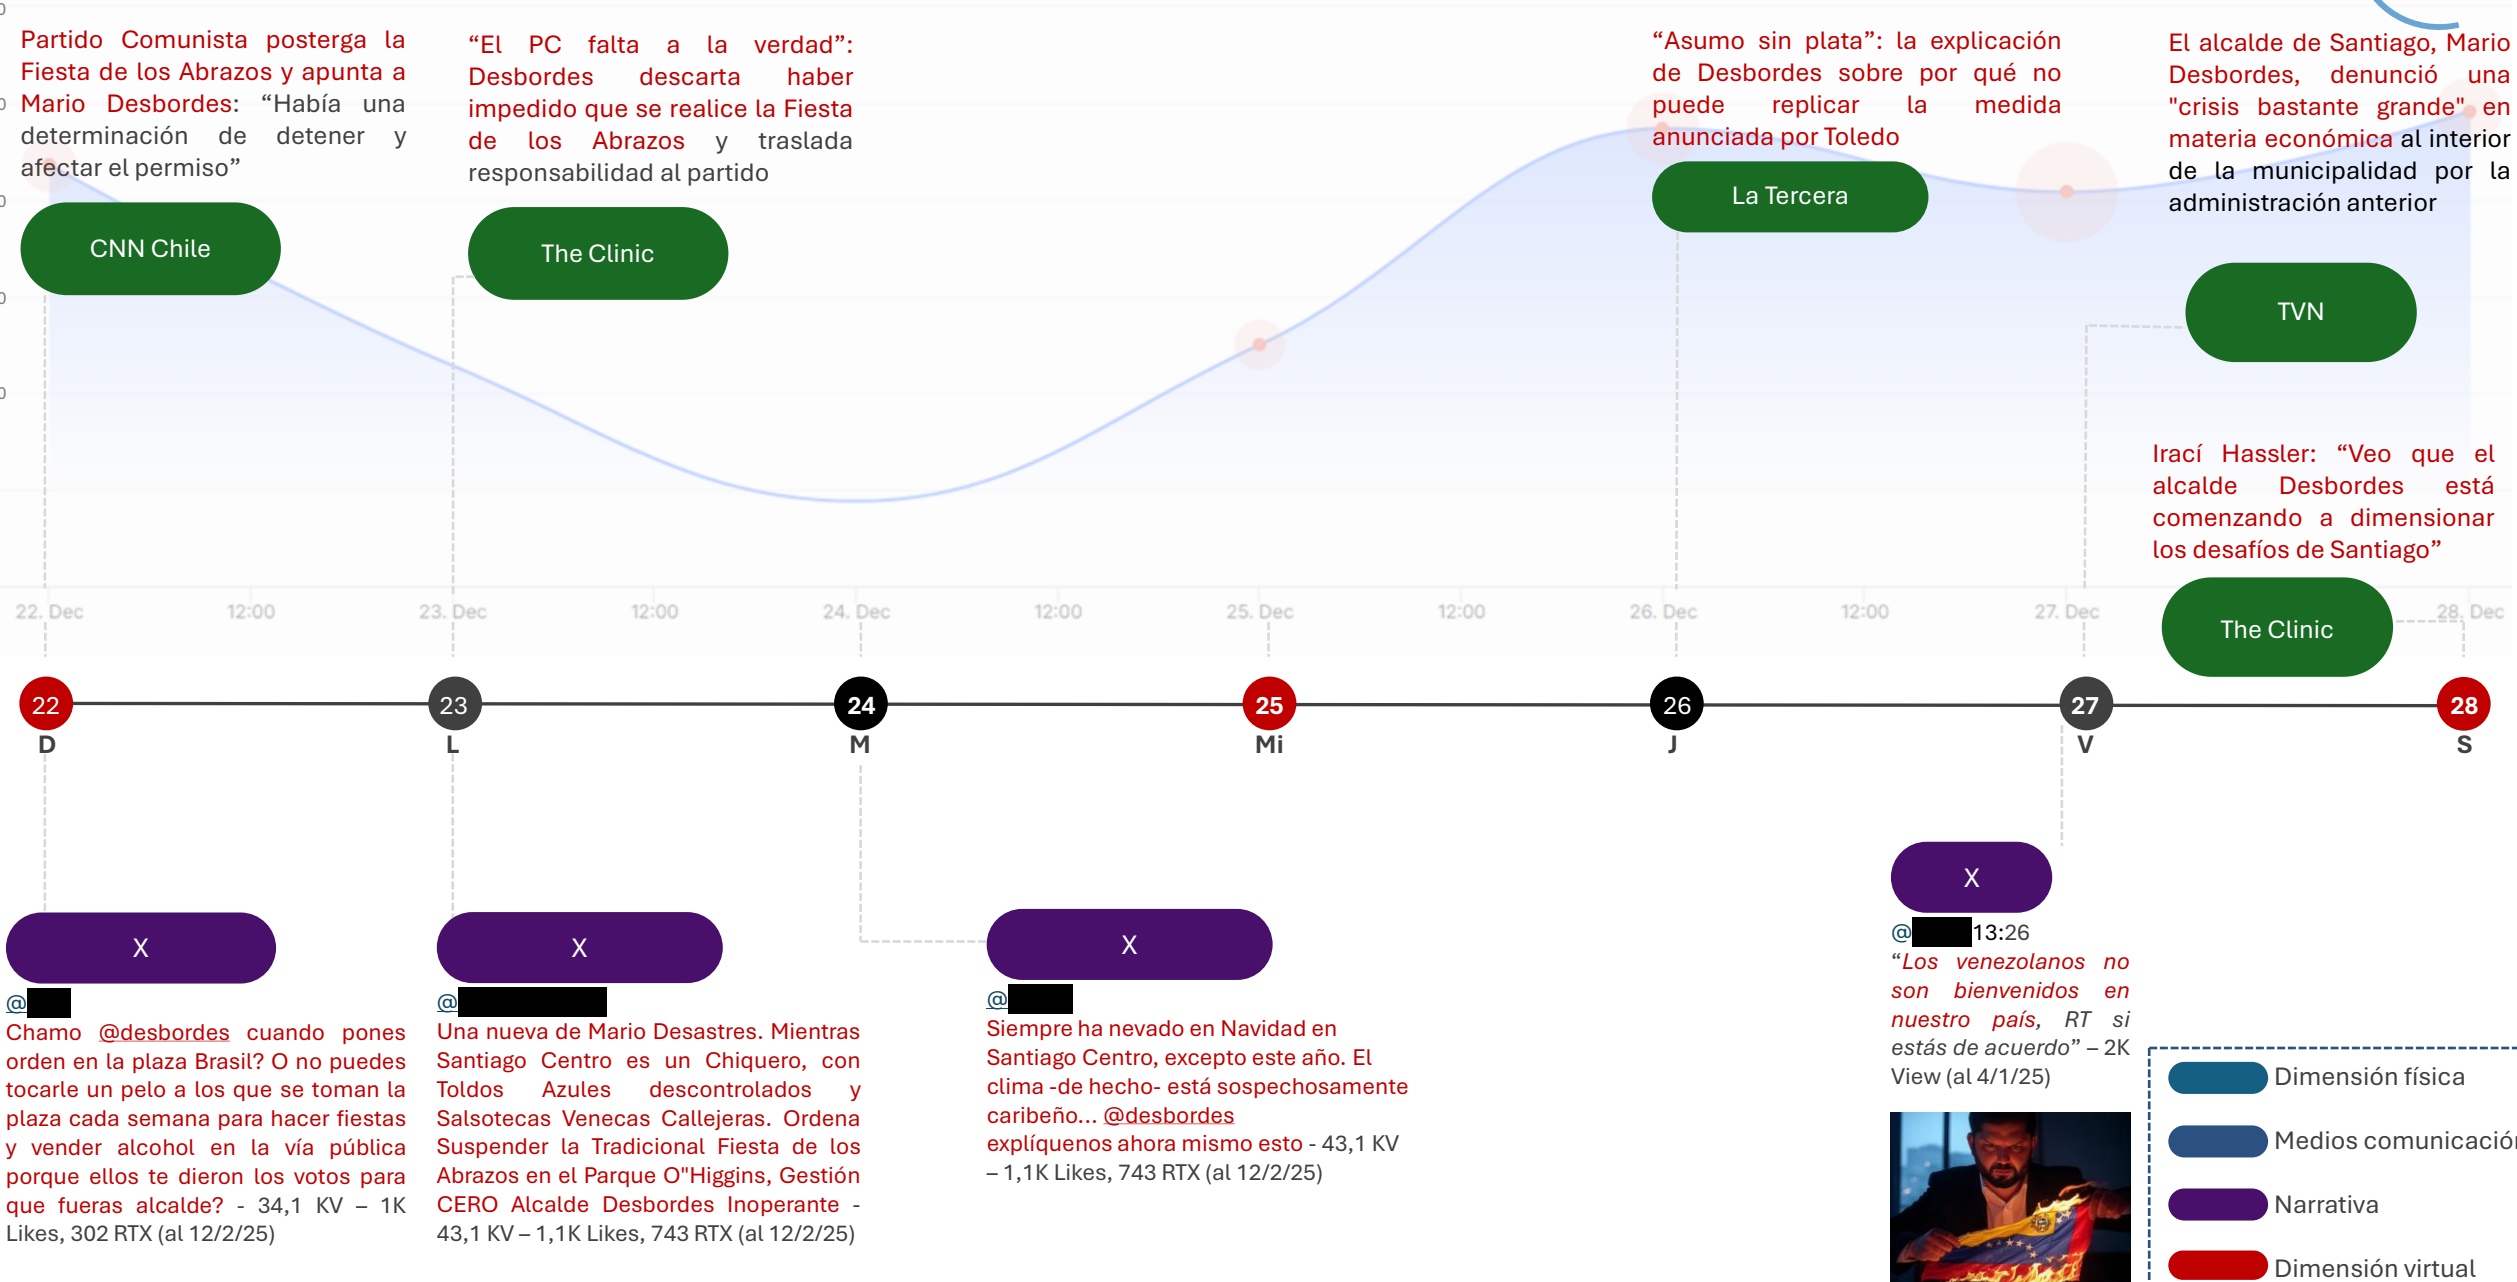 Partido Comunista posterga la
Fiesta de los Abrazos y apunta a
Mario Desbordes: “Había una
determinación de detener y
afectar el permiso”
CNN Chile
“El PC falta a la verdad”:
Desbordes descarta haber
impedido que se realice la Fiesta
de los Abrazos y traslada
responsabilidad al partido
The Clinic
“Asumo sin plata”: la explicación
de Desbordes sobre por qué no
puede replicar la medida
anunciada por Toledo
La Tercera
El alcalde de Santiago, Mario
Desbordes, denunció una
"crisis bastante grande" en
materia económica al interior
de la municipalidad por la
administración anterior
TVN
Iracί Hassler: “Veo que el
alcalde Desbordes está
comenzando a dimensionar
los desafíos de Santiago”
The Clinic
0
0
0
0
0
22. Dec 12:00 23. Dec 12:00 24. Dec 12:00 25. Dec 12:00 26. Dec 12:00 27. Dec 28. Dec
22 23 24 25 26 27 28
D L M Mi J V S
X
@
Chamo @desbordes cuando pones
orden en la plaza Brasil? O no puedes
tocarle un pelo a los que se toman la
plaza cada semana para hacer fiestas
y vender alcohol en la vía pública
porque ellos te dieron los votos para
que fueras alcalde? - 34,1 KV – 1K
Likes, 302 RTX (al 12/2/25)
X
@
Una nueva de Mario Desastres. Mientras
Santiago Centro es un Chiquero, con
Toldos Azules descontrolados y
Salsotecas Venecas Callejeras. Ordena
Suspender la Tradicional Fiesta de los
Abrazos en el Parque O"Higgins, Gestión
CERO Alcalde Desbordes Inoperante -
43,1 KV – 1,1K Likes, 743 RTX (al 12/2/25)
X
@
Siempre ha nevado en Navidad en
Santiago Centro, excepto este año. El
clima -de hecho- está sospechosamente
caribeño... @desbordes
explíquenos ahora mismo esto - 43,1 KV
– 1,1K Likes, 743 RTX (al 12/2/25)
X
@ 13:26
“Los venezolanos no
son bienvenidos en
nuestro país, RT si
estás de acuerdo” – 2K
View (al 4/1/25)
Dimensión física
Medios comunicación
Narrativa
Dimensión virtual